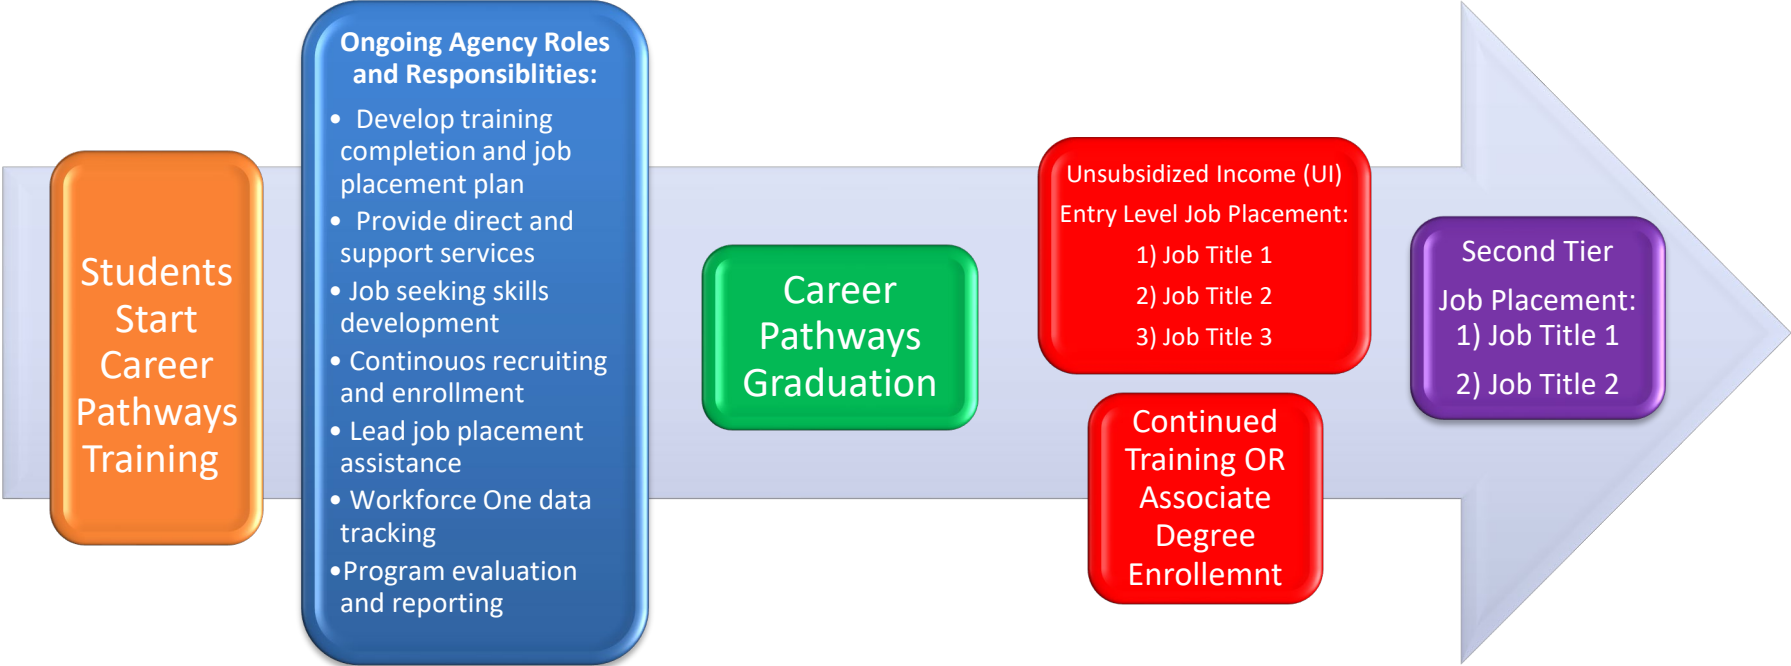 Students
Start
Career
Pathways
Training
Ongoing Agency Roles
and Responsiblities:
• Develop training
completion and job
placement plan
• Provide direct and
support services
• Job seeking skills
development
• Continouos recruiting
and enrollment
• Lead job placement
assistance
• Workforce One data
tracking
•Program evaluation
and reporting
Career
Pathways
Graduation
Unsubsidized Income (UI)
Entry Level Job Placement:
1) Job Title 1
2) Job Title 2
3) Job Title 3
Continued
Training OR
Associate
Degree
Enrollemnt
Second Tier
Job Placement:
1) Job Title 1
2) Job Title 2